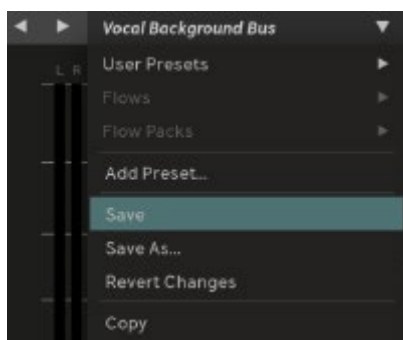 Vocal Background Bus
L R
User Presets
Flows
Flow Packs
Add Preset...
Save
Save As...
Revert Changes
Copy